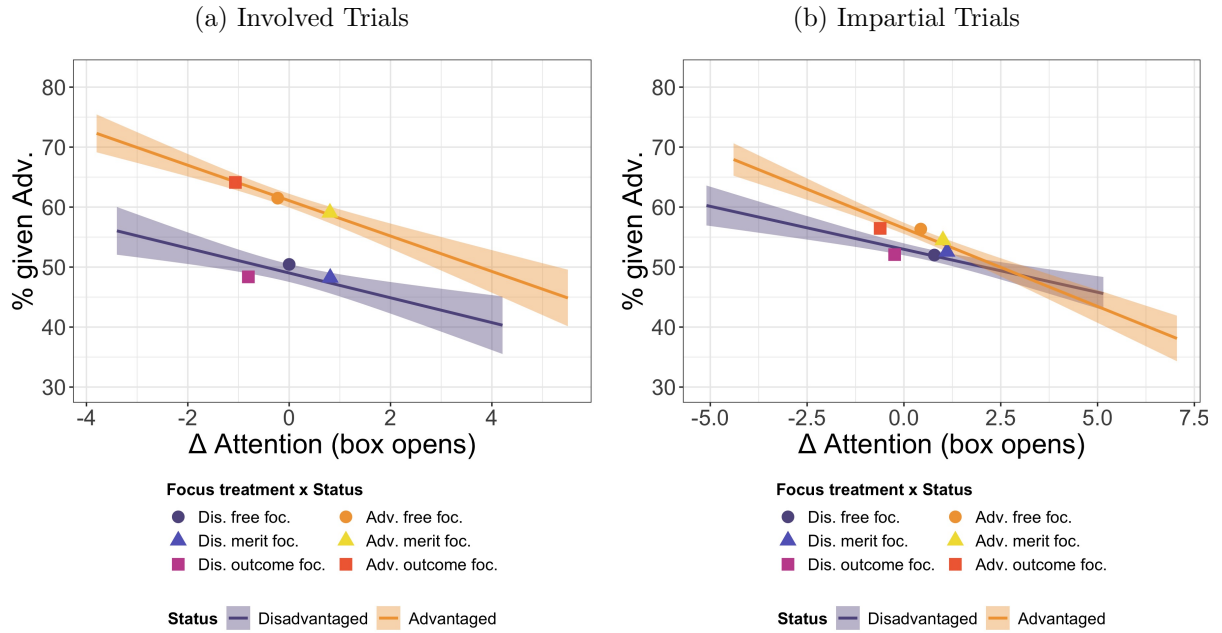 (a) Involved Trials
80
70
60
50
40
30
% given Adv.
-4 -2 0 2 4
Δ Attention (box opens)
Focus treatment x Status
Dis. free foc. Adv. free foc.
Dis. merit foc. Adv. merit foc.
Dis. outcome foc. Adv. outcome foc.
Status Disadvantaged Advantaged
(b) Impartial Trials
80
70
60
50
40
30
% given Adv.
-5.0 -2.5 0.0 2.5 5.0 7.5
Δ Attention (box opens)
Focus treatment x Status
Dis. free foc. Adv. free foc.
Dis. merit foc. Adv. merit foc.
Dis. outcome foc. Adv. outcome foc.
Status Disadvantaged Advantaged